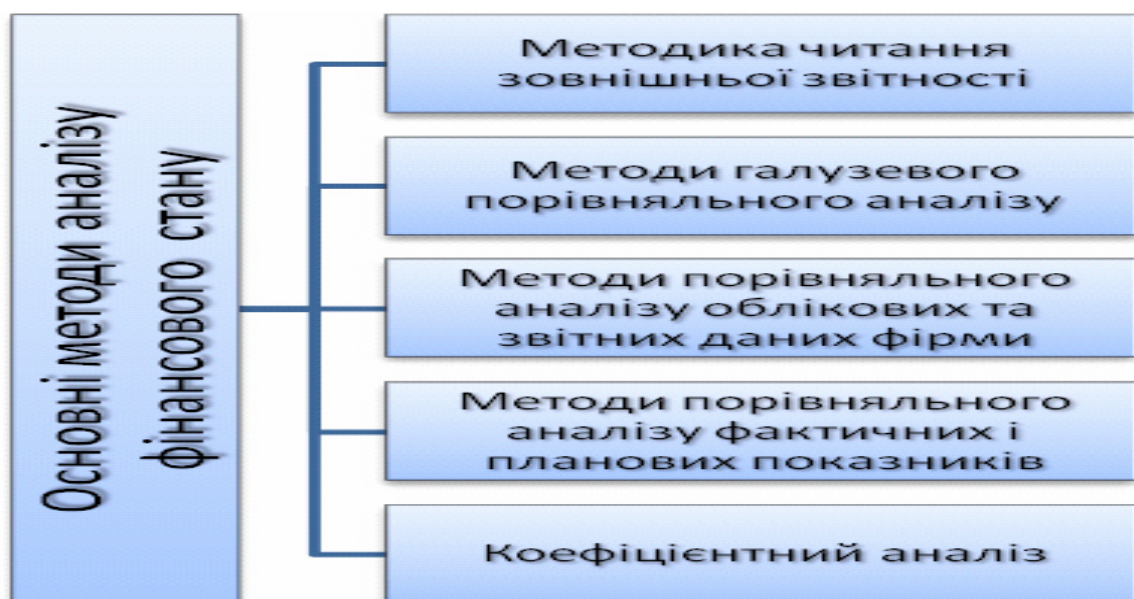 Основні методи аналізу
фінансового стану
Методика читання
зовнішньої звітності
Методи галузевого
порівняльного аналізу
Методи порівняльного
аналізу облікових та
звітних даних фірми
Методи порівняльного
аналізу фактичних і
планових показників
Коефіцієнтний аналіз